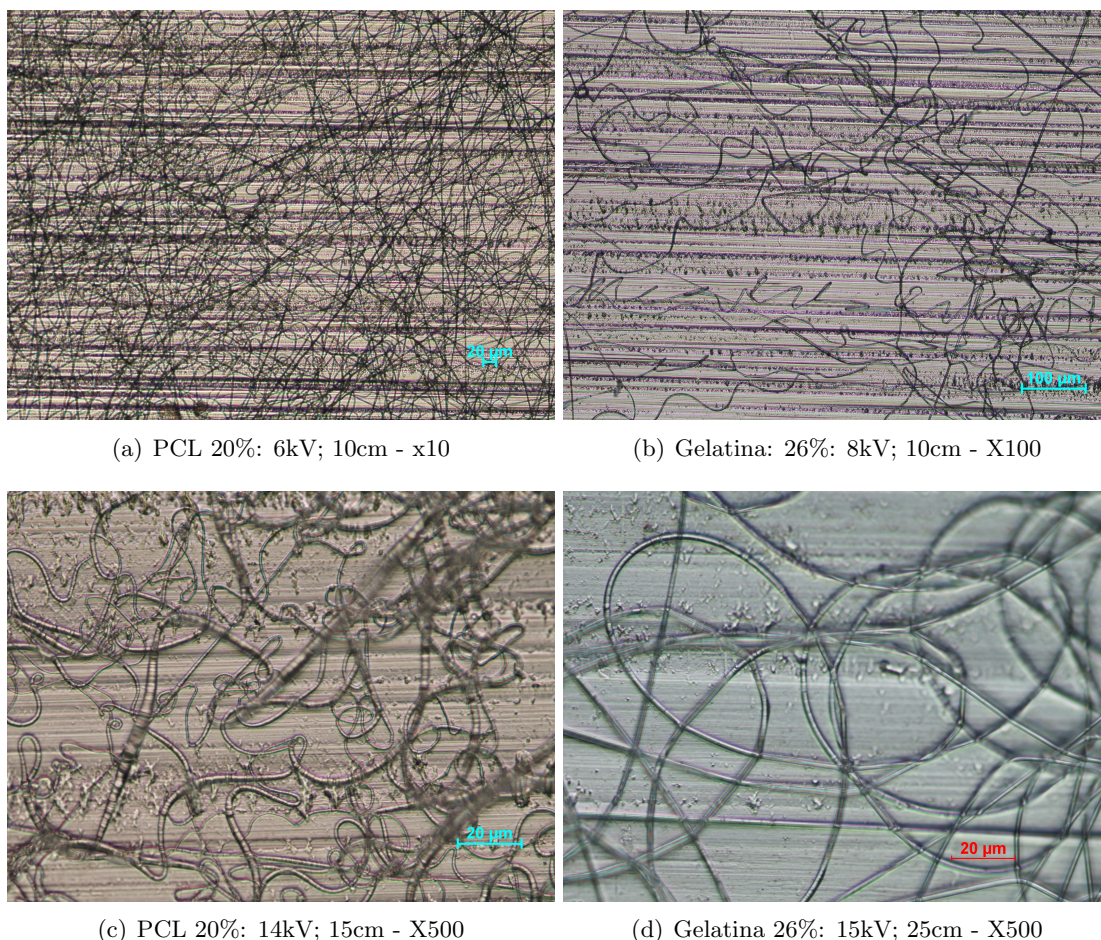 20 µm
100 µm
(a) PCL 20%: 6kV; 10cm - x10
(b) Gelatina: 26%: 8kV; 10cm - X100
20 µm
20 µm
(c) PCL 20%: 14kV; 15cm - X500
(d) Gelatina 26%: 15kV; 25cm - X500